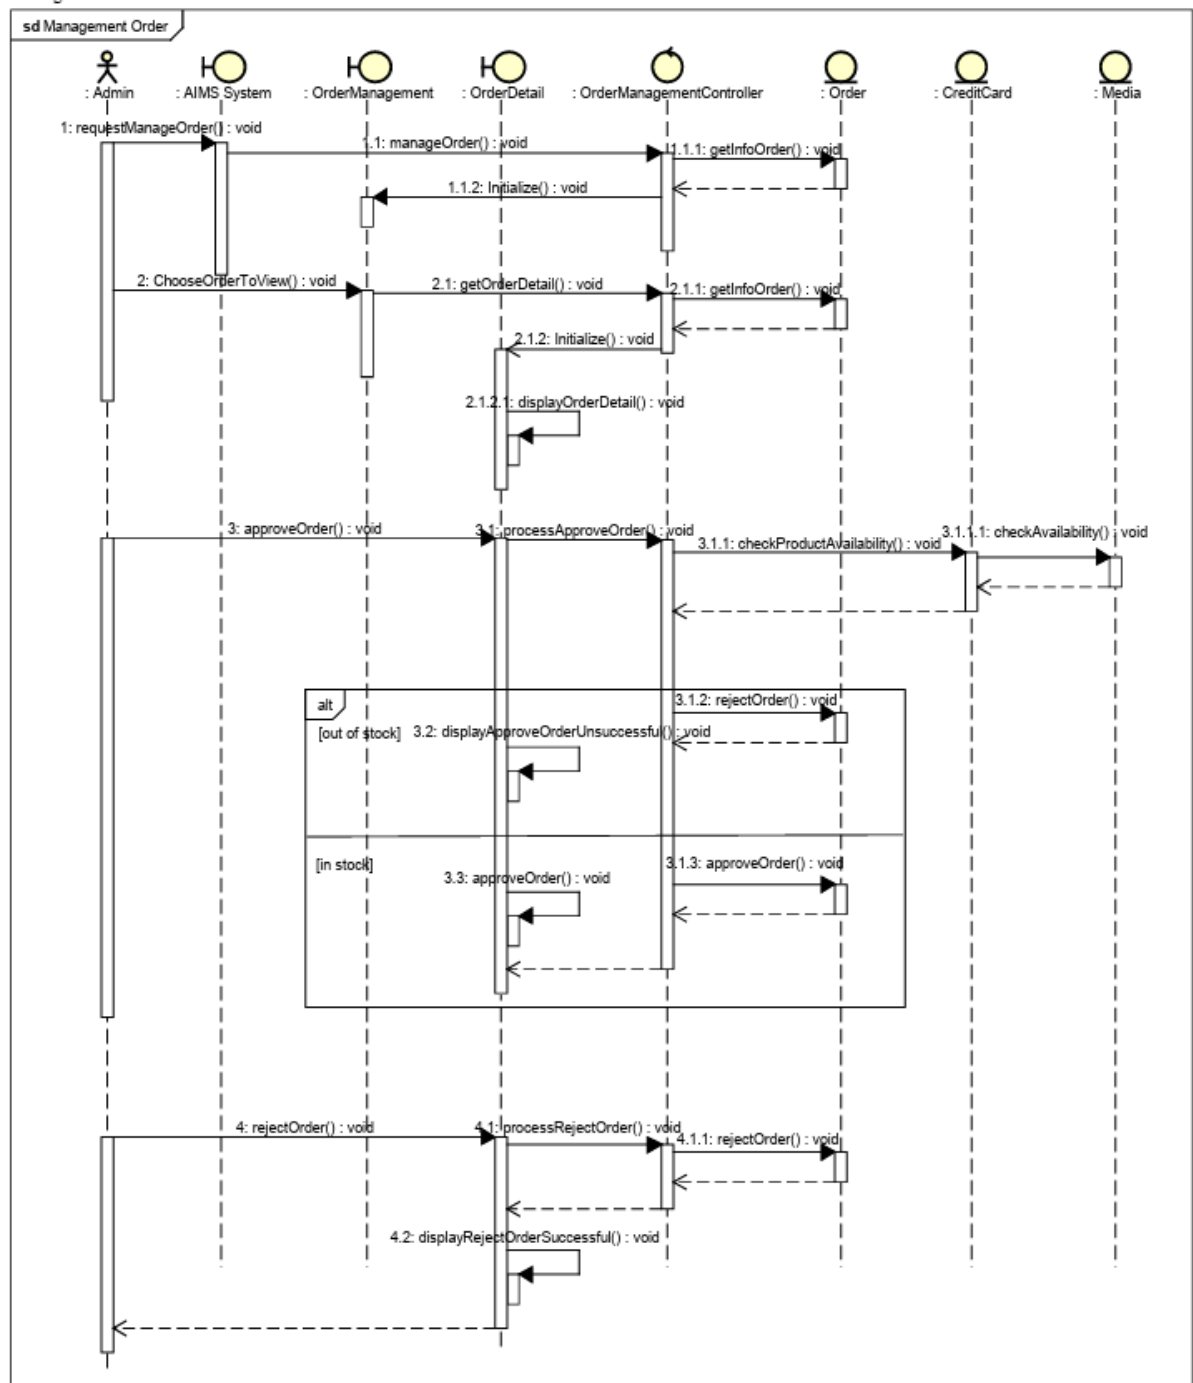 sd Management Order
: Admin
: AIMS System
: OrderManagement
: OrderDetail
: OrderManagementController
: Order
: CreditCard
: Media
1: requestManageOrder() : void
1.1: manageOrder() : void
1.1.1: getInfoOrder() : void
1.1.2: Initialize() : void
2: ChooseOrderToView() : void
2.1: getOrderDetail() : void
2.1.1: getInfoOrder() : void
2.1.2: Initialize() : void
2.1.2.1: displayOrderDetail() : void
3: approveOrder() : void
3.1: processApproveOrder() : void
3.1.1: checkProductAvailability() : void
3.1.1.1: checkAvailability() : void
alt
3.1.2: rejectOrder() : void
[out of stock]
3.2: displayApproveOrderUnsuccessful() : void
[in stock]
3.1.3: approveOrder() : void
3.3: approveOrder() : void
4: rejectOrder() : void
4.1: processRejectOrder() : void
4.1.1: rejectOrder() : void
4.2: displayRejectOrderSuccessful() : void